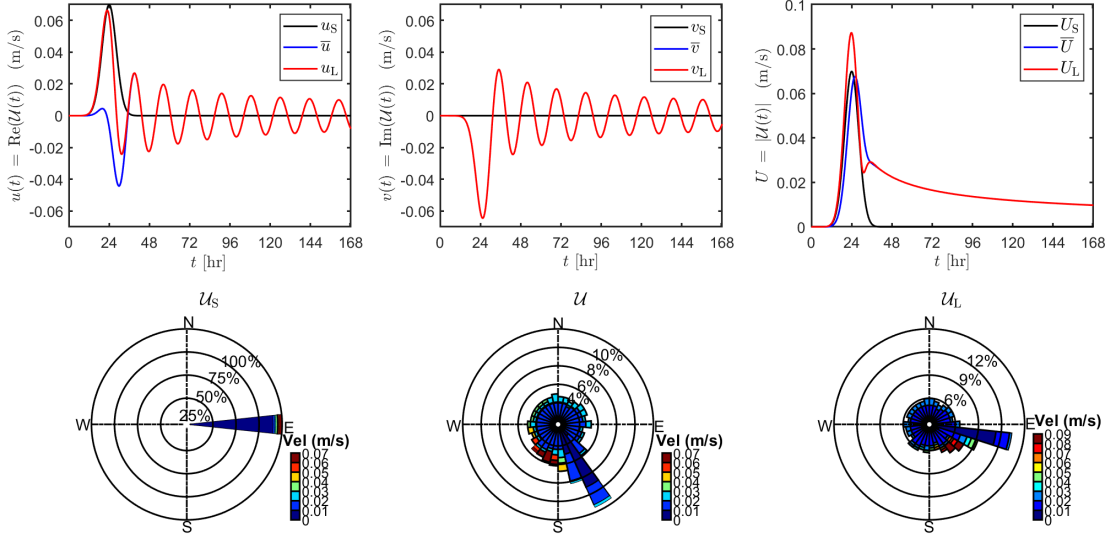 0.06
0.04
0.02
0
-0.02
-0.04
-0.06
u(t) = Re(𝒰(t)) (m/s)
u_S
u̅
u_L
0 24 48 72 96 120 144 168
t [hr]
0.06
0.04
0.02
0
-0.02
-0.04
-0.06
v(t) = Im(𝒰(t)) (m/s)
v_S
v̅
v_L
0 24 48 72 96 120 144 168
t [hr]
0.1
0.08
0.06
0.04
0.02
0
U = |𝒰(t)| (m/s)
U_S
U̅
U_L
0 24 48 72 96 120 144 168
t [hr]
𝒰_S
N
100%
75%
50%
25%
W
E
S
Vel (m/s)
0.07
0.06
0.05
0.04
0.03
0.02
0.01
0
𝒰
N
10%
8%
6%
4%
W
E
S
Vel (m/s)
0.07
0.06
0.05
0.04
0.03
0.02
0.01
0
𝒰_L
N
12%
9%
6%
W
E
S
Vel (m/s)
0.09
0.08
0.07
0.06
0.05
0.04
0.03
0.02
0.01
0